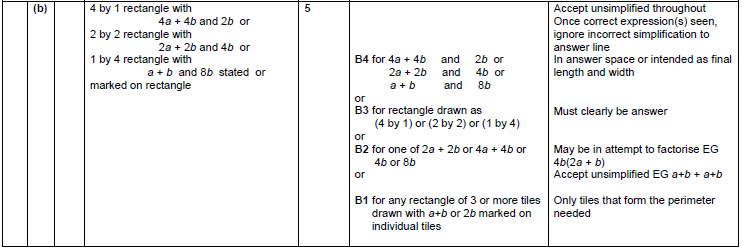 (b)
4 by 1 rectangle with
4a + 4b and 2b or
2 by 2 rectangle with
2a + 2b and 4b or
1 by 4 rectangle with
a + b and 8b stated or
marked on rectangle
5
B4 for 4a + 4b and 2b or
2a + 2b and 4b or
a + b and 8b
or
B3 for rectangle drawn as
(4 by 1) or (2 by 2) or (1 by 4)
or
B2 for one of 2a + 2b or 4a + 4b or
4b or 8b
or
B1 for any rectangle of 3 or more tiles
drawn with a+b or 2b marked on
individual tiles
Accept unsimplified throughout
Once correct expression(s) seen,
ignore incorrect simplification to
answer line
In answer space or intended as final
length and width
Must clearly be answer
May be in attempt to factorise EG
4b(2a + b)
Accept unsimplified EG a+b + a+b
Only tiles that form the perimeter
needed